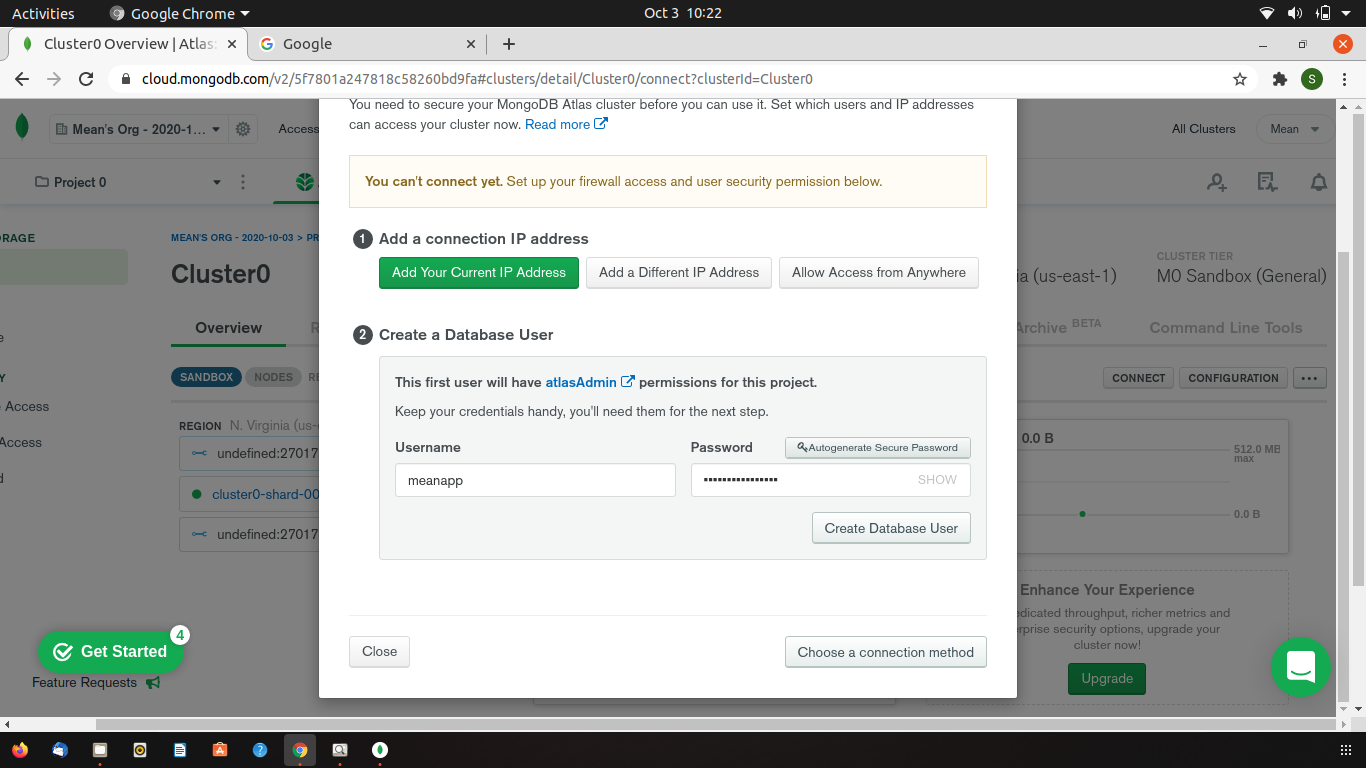 Activities
Google Chrome
Oct 3 10:22
Cluster0 Overview | Atlas:
Google
cloud.mongodb.com/v2/5f7801a247818c58260bd9fa#clusters/detail/Cluster0/connect?clusterId=Cluster0
S
You need to secure your MongoDB Atlas cluster before you can use it. Set which users and IP addresses
can access your cluster now. Read more
Mean's Org - 2020-1...
Access
All Clusters
Mean
Project 0
You can't connect yet. Set up your firewall access and user security permission below.
RAGE
MEAN'S ORG - 2020-10-03 > PR
Cluster0
1 Add a connection IP address
Add Your Current IP Address
Add a Different IP Address
Allow Access from Anywhere
ia (us-east-1)
CLUSTER TIER
M0 Sandbox (General)
Overview
R
2 Create a Database User
Archive BETA
Command Line Tools
SANDBOX
NODES
RE
CONNECT
CONFIGURATION
...
This first user will have atlasAdmin permissions for this project.
Keep your credentials handy, you'll need them for the next step.
e
Y
Access
Access
d
REGION N. Virginia (us-
undefined:27017
cluster0-shard-00
undefined:27017
Username
Password
Autogenerate Secure Password
meanapp
••••••••••••••••
SHOW
Create Database User
0.0 B
512.0 MB
max
0.0 B
Enhance Your Experience
edicated throughput, richer metrics and
rprise security options, upgrade your
cluster now!
Upgrade
Close
Choose a connection method
Get Started
4
Feature Requests